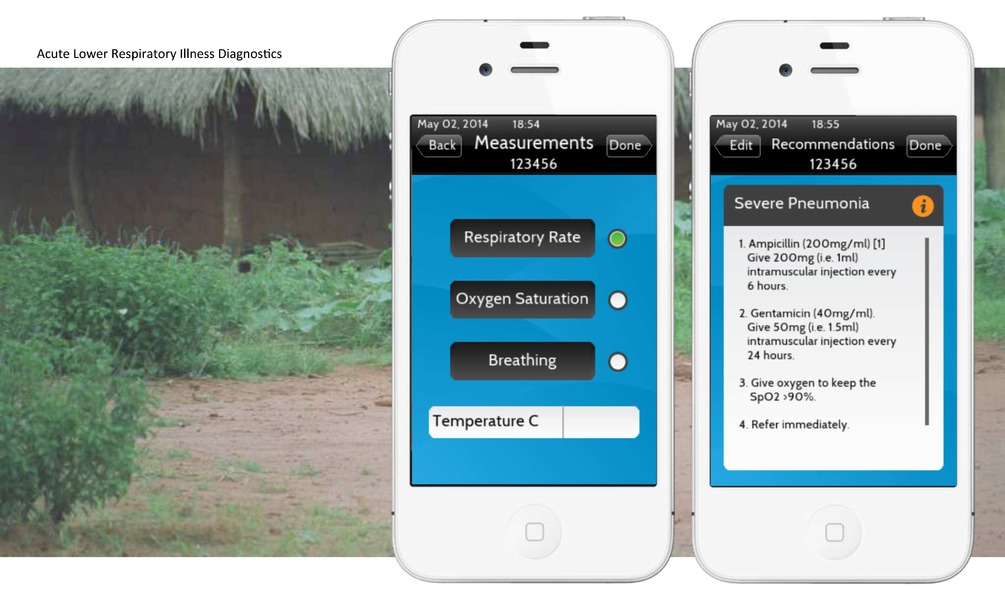 Acute Lower Respiratory Illness Diagnostics
May 02, 2014 18:54
Back Measurements Done
123456
Respiratory Rate
Oxygen Saturation
Breathing
Temperature C
May 02, 2014 18:55
Edit Recommendations Done
123456
Severe Pneumonia i
1. Ampicillin (200mg/ml) [1]
Give 200mg (i.e. 1ml)
intramuscular injection every
6 hours.
2. Gentamicin (40mg/ml).
Give 50mg (i.e. 1.5ml)
intramuscular injection every
24 hours.
3. Give oxygen to keep the
SpO2 >90%.
4. Refer immediately.